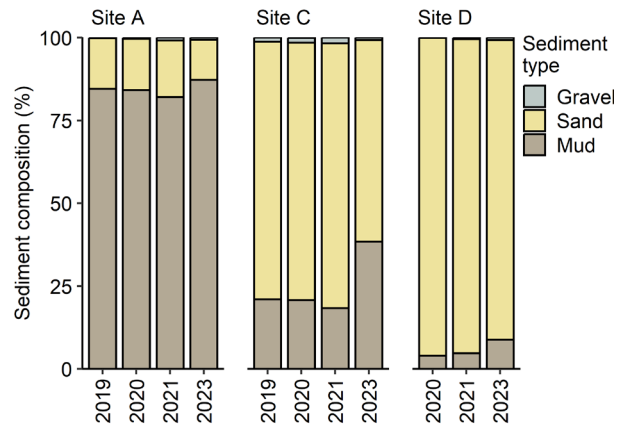 Site A
Site C
Site D
Sediment composition (%)
100
75
50
25
0
2019
2020
2021
2023
2019
2020
2021
2023
2020
2021
2023
Sediment
type
Gravel
Sand
Mud